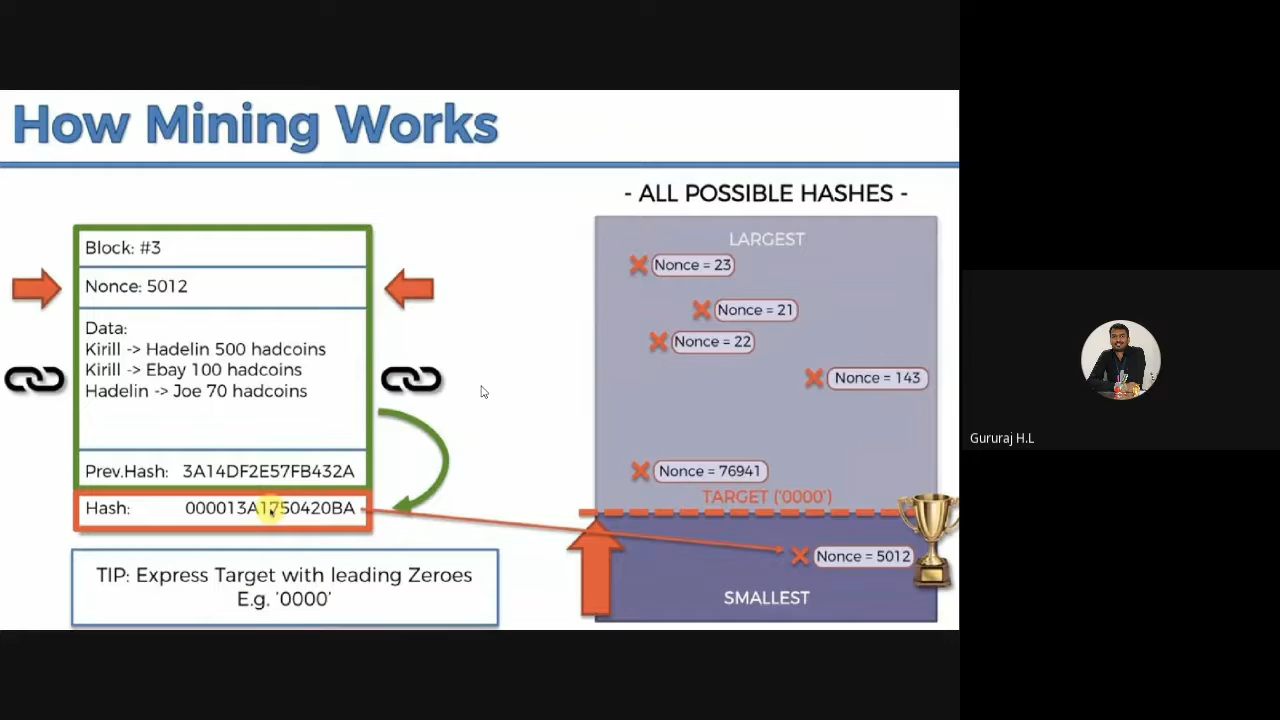 How Mining Works
Block: #3
Nonce: 5012
Data:
Kirill -> Hadelin 500 hadcoins
Kirill -> Ebay 100 hadcoins
Hadelin -> Joe 70 hadcoins
Prev.Hash: 3A14DF2E57FB432A
Hash: 000013A1750420BA
TIP: Express Target with leading Zeroes
E.g. '0000'
- ALL POSSIBLE HASHES -
LARGEST
Nonce = 23
Nonce = 21
Nonce = 22
Nonce = 143
Nonce = 76941
TARGET ('0000')
Nonce = 5012
SMALLEST
Gururaj H.L